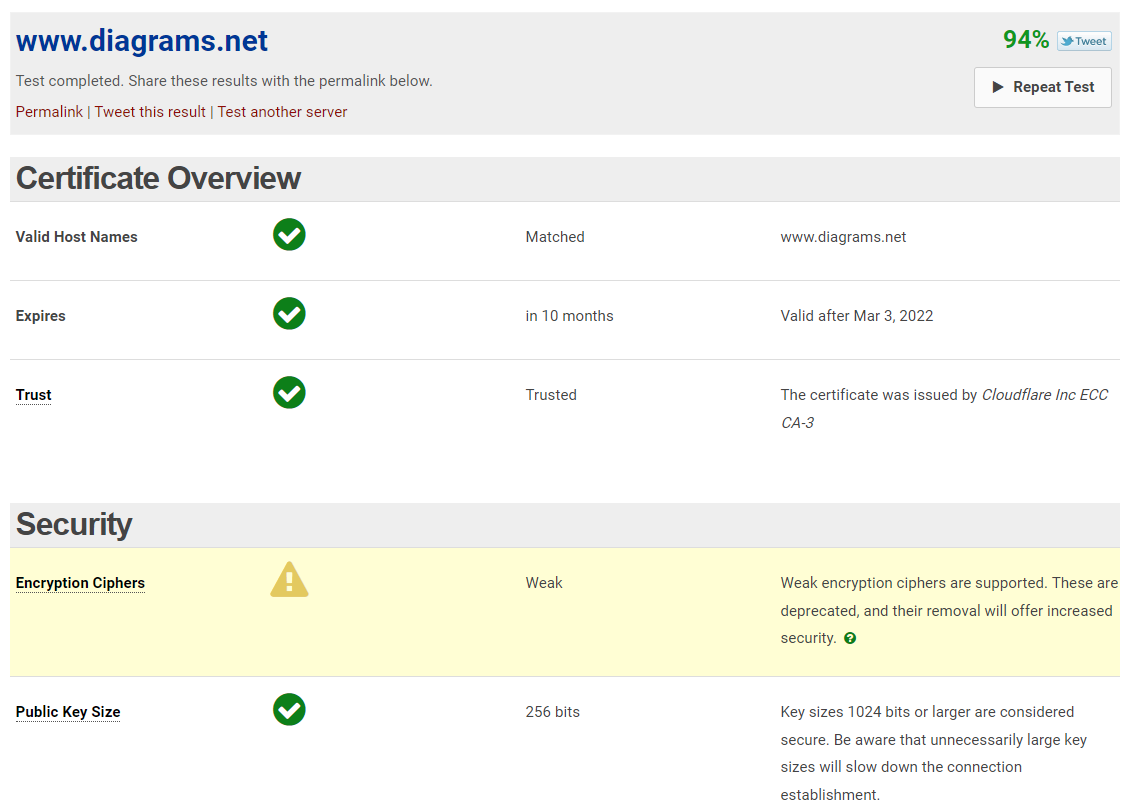 www.diagrams.net
94%
Tweet
Test completed. Share these results with the permalink below.
Repeat Test
Permalink | Tweet this result | Test another server
Certificate Overview
Valid Host Names
Matched
www.diagrams.net
Expires
in 10 months
Valid after Mar 3, 2022
Trust
Trusted
The certificate was issued by Cloudflare Inc ECC
CA-3
Security
Encryption Ciphers
Weak
Weak encryption ciphers are supported. These are
deprecated, and their removal will offer increased
security.
Public Key Size
256 bits
Key sizes 1024 bits or larger are considered
secure. Be aware that unnecessarily large key
sizes will slow down the connection
establishment.